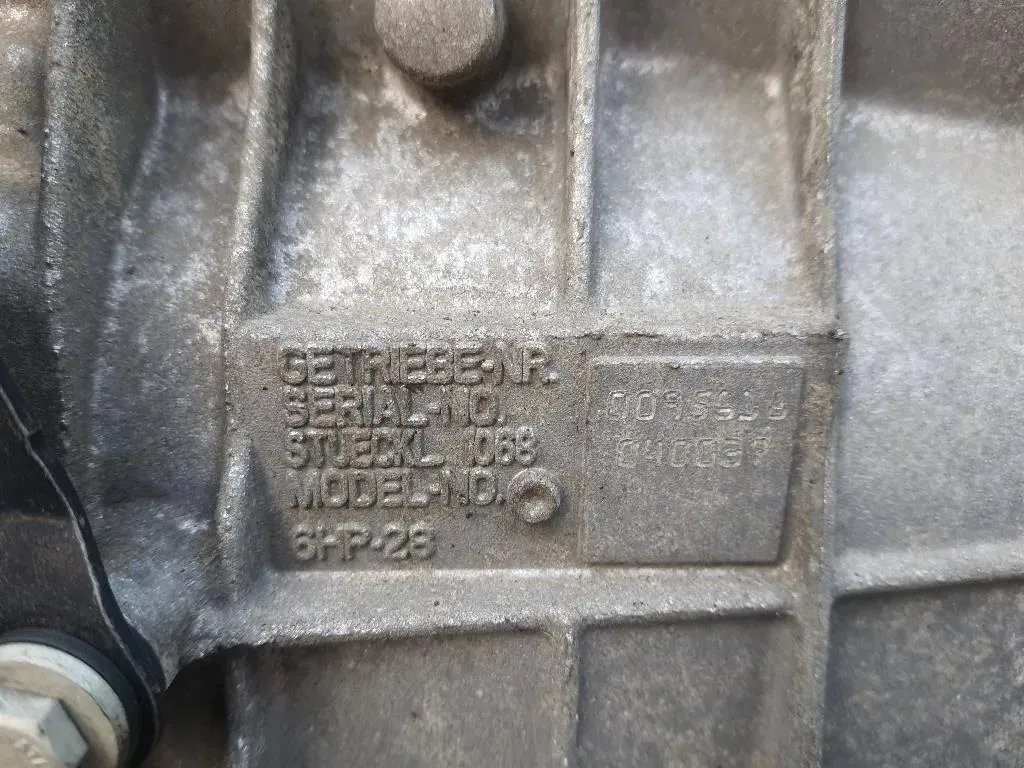 GETRIEBE-NR.
SERIAL-NO.
STUECKL. 1068
MODEL-NO.
6HP-28